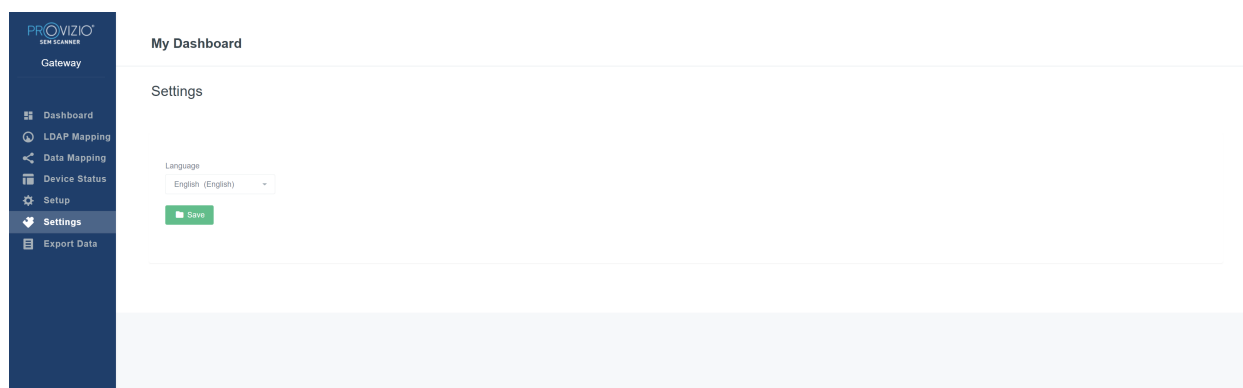 PROVIZIO®
SEM SCANNER
Gateway
Dashboard
LDAP Mapping
Data Mapping
Device Status
Setup
Settings
Export Data
My Dashboard
Settings
Language
English (English)
Save